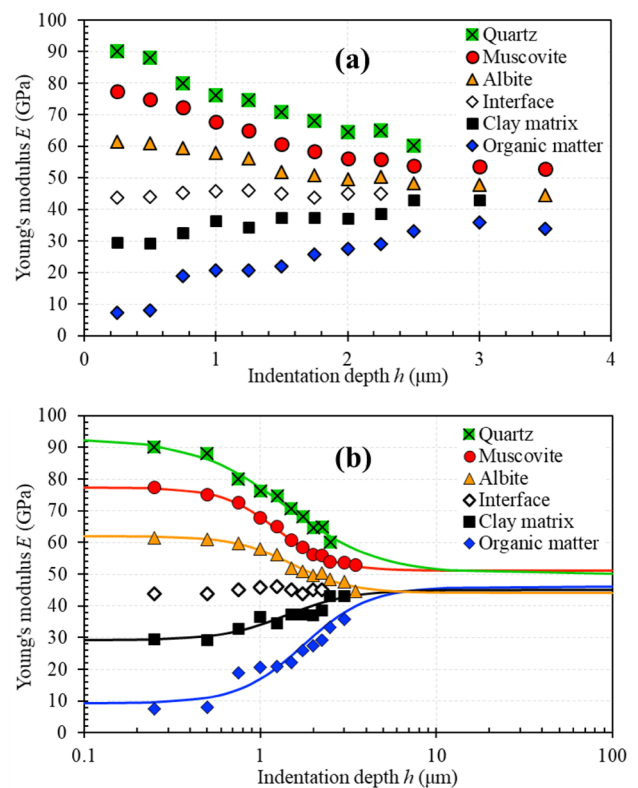 100
90
80
70
60
50
40
30
20
10
0
Young's modulus E (GPa)
(a)
Quartz
Muscovite
Albite
Interface
Clay matrix
Organic matter
0 1 2 3 4
Indentation depth h (μm)
100
90
80
70
60
50
40
30
20
10
0
Young's modulus E (GPa)
(b)
Quartz
Muscovite
Albite
Interface
Clay matrix
Organic matter
0.1 1 10 100
Indentation depth h (μm)